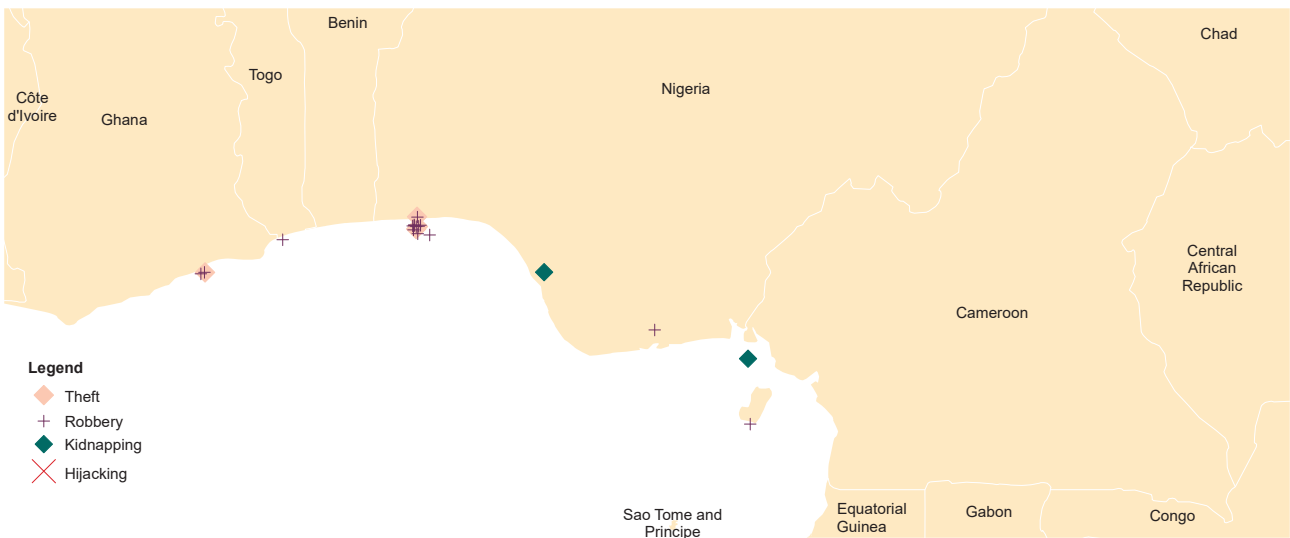 Benin
Chad
Togo
Nigeria
Côte
d'Ivoire
Ghana
Central
African
Republic
Cameroon
Legend
Theft
Robbery
Kidnapping
Hijacking
Sao Tome and
Principe
Equatorial
Guinea
Gabon
Congo